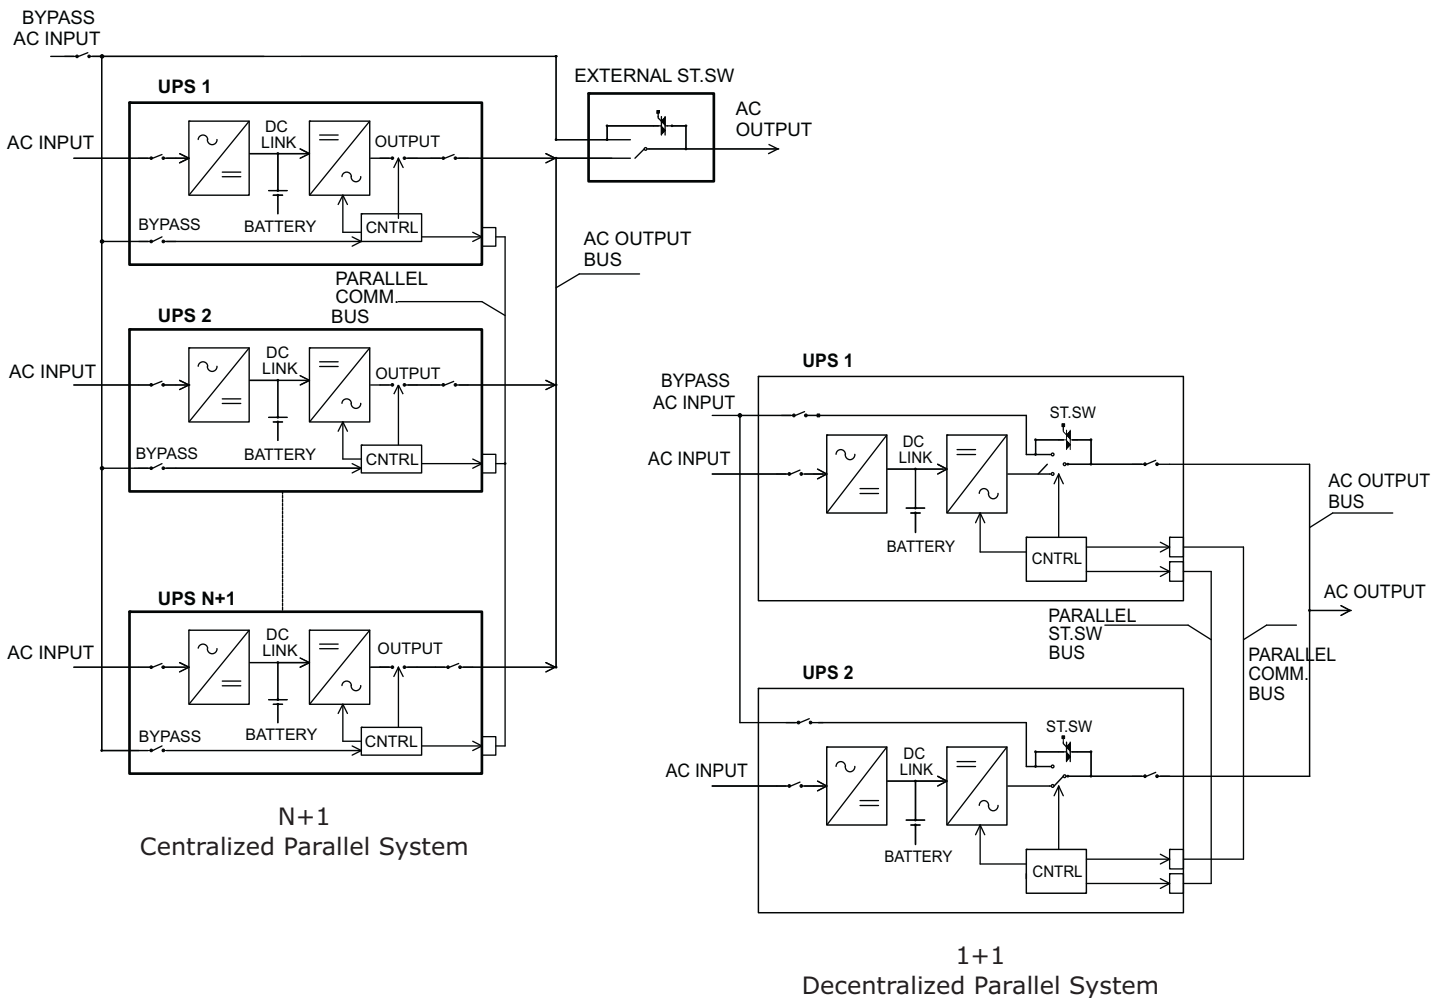 BYPASS
AC INPUT
EXTERNAL ST.SW
AC
OUTPUT
UPS 1
AC INPUT
DC
LINK
OUTPUT
BYPASS
BATTERY
CNTRL
AC OUTPUT
BUS
PARALLEL
COMM.
BUS
UPS 2
AC INPUT
DC
LINK
OUTPUT
BYPASS
BATTERY
CNTRL
UPS N+1
AC INPUT
DC
LINK
OUTPUT
BYPASS
BATTERY
CNTRL
N+1
Centralized Parallel System
UPS 1
BYPASS
AC INPUT
ST.SW
AC INPUT
DC
LINK
BATTERY
CNTRL
AC OUTPUT
BUS
AC OUTPUT
PARALLEL
ST.SW
BUS
PARALLEL
COMM.
BUS
UPS 2
ST.SW
AC INPUT
DC
LINK
BATTERY
CNTRL
1+1
Decentralized Parallel System